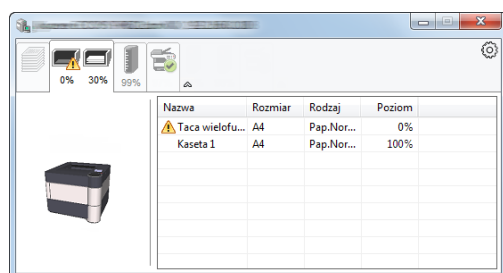 0% 30% 99%
Nazwa Rozmiar Rodzaj Poziom
Taca wielofu... A4 Pap.Nor... 0%
Kaseta 1 A4 Pap.Nor... 100%